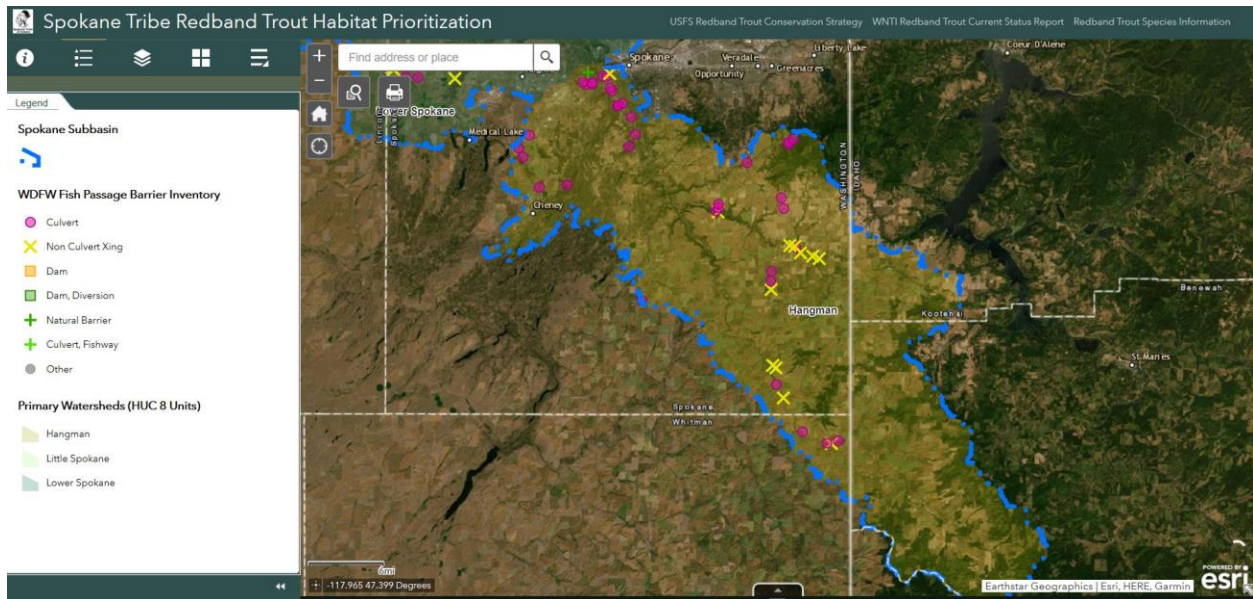 Spokane Tribe Redband Trout Habitat Prioritization
USFS Redband Trout Conservation Strategy WNTI Redband Trout Current Status Report Redband Trout Species Information
Legend
Spokane Subbasin
WDFW Fish Passage Barrier Inventory
Culvert
Non Culvert Xing
Dam
Dam, Diversion
Natural Barrier
Culvert, Fishway
Other
Primary Watersheds (HUC 8 Units)
Hangman
Little Spokane
Lower Spokane
+
Find address or place
−
Spokane
Veradale
Liberty Lake
Opportunity
Greenacres
Coeur D'Alene
Lower Spokane
Lincoln
Medical Lake
Cheney
WASHINGTON
IDAHO
Hangman
Kootenai
Benewah
St Maries
Spokane
Whitman
6mi
-117.965 47.399 Degrees
Earthstar Geographics | Esri, HERE, Garmin
POWERED BY
esri